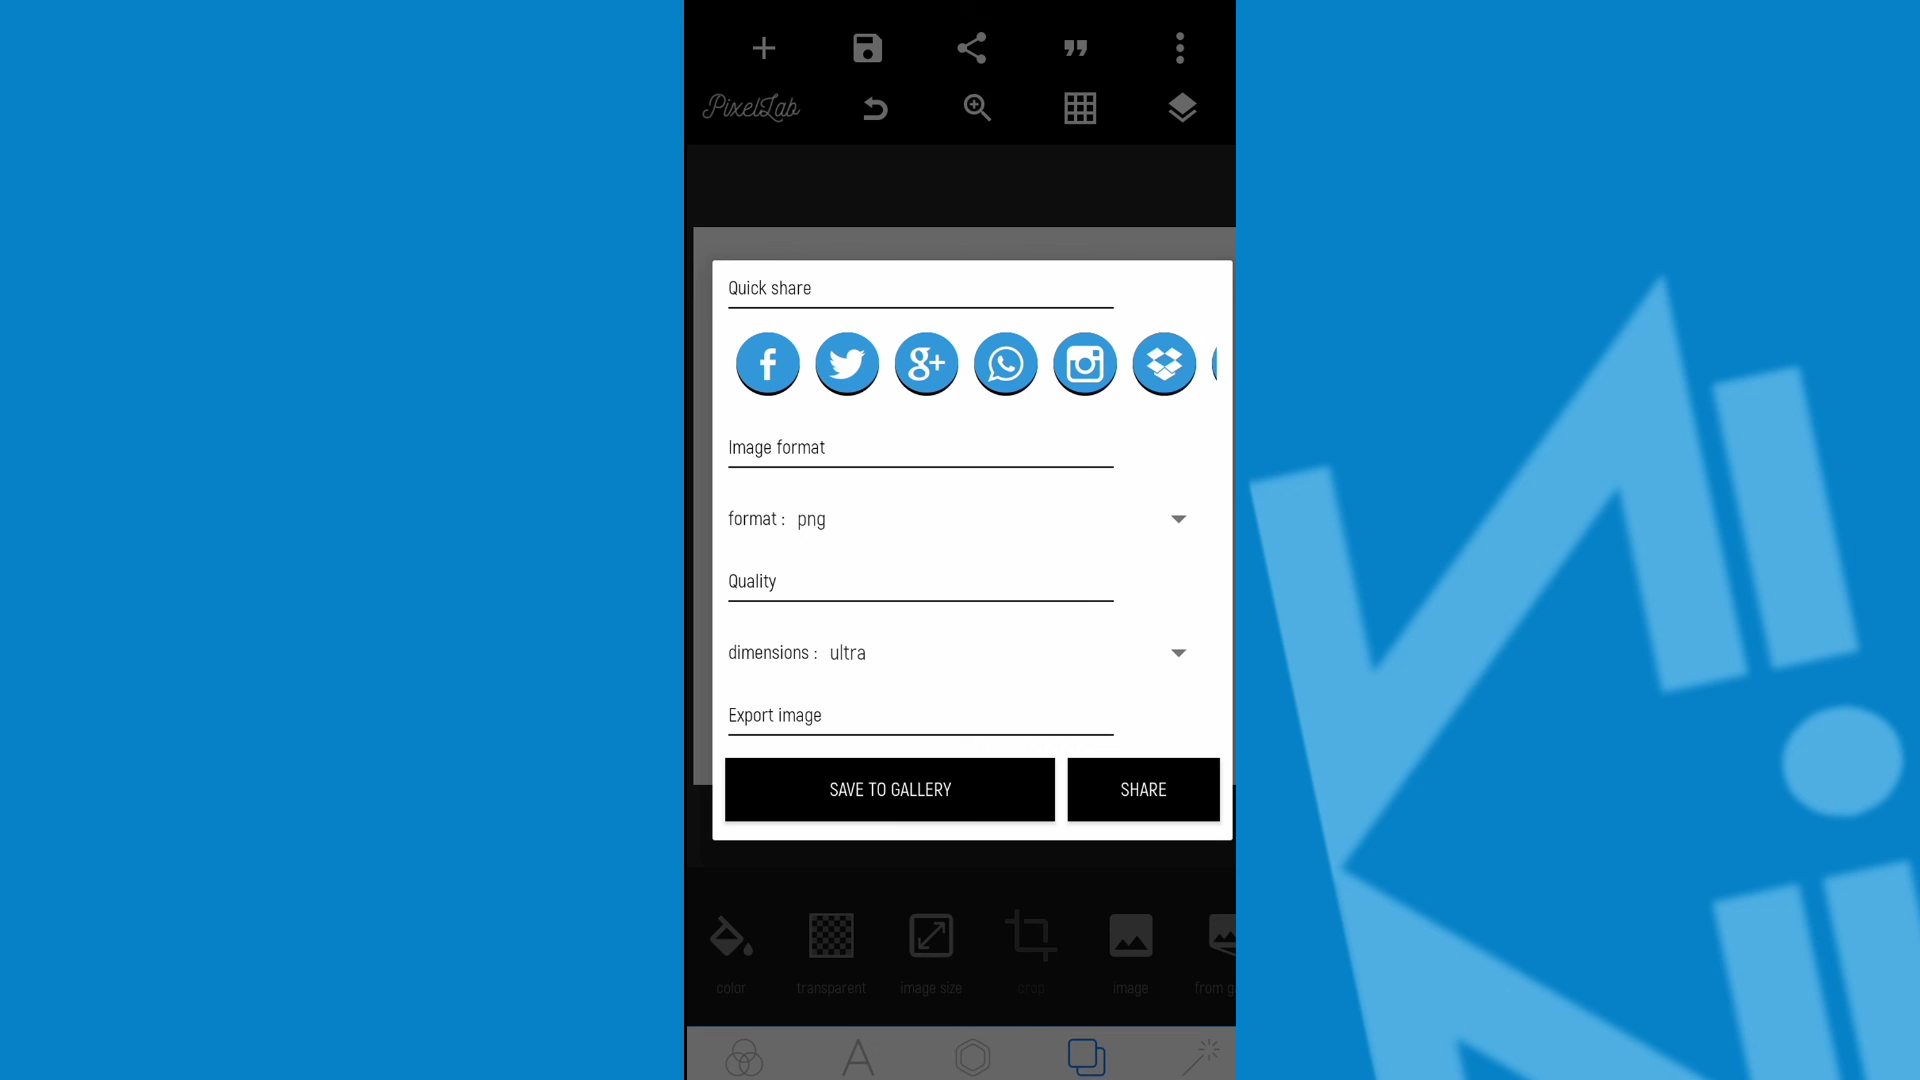 PixelLab
Quick share
Image format
format : png
Quality
dimensions : ultra
Export image
SAVE TO GALLERY SHARE
color transparent image size crop image from